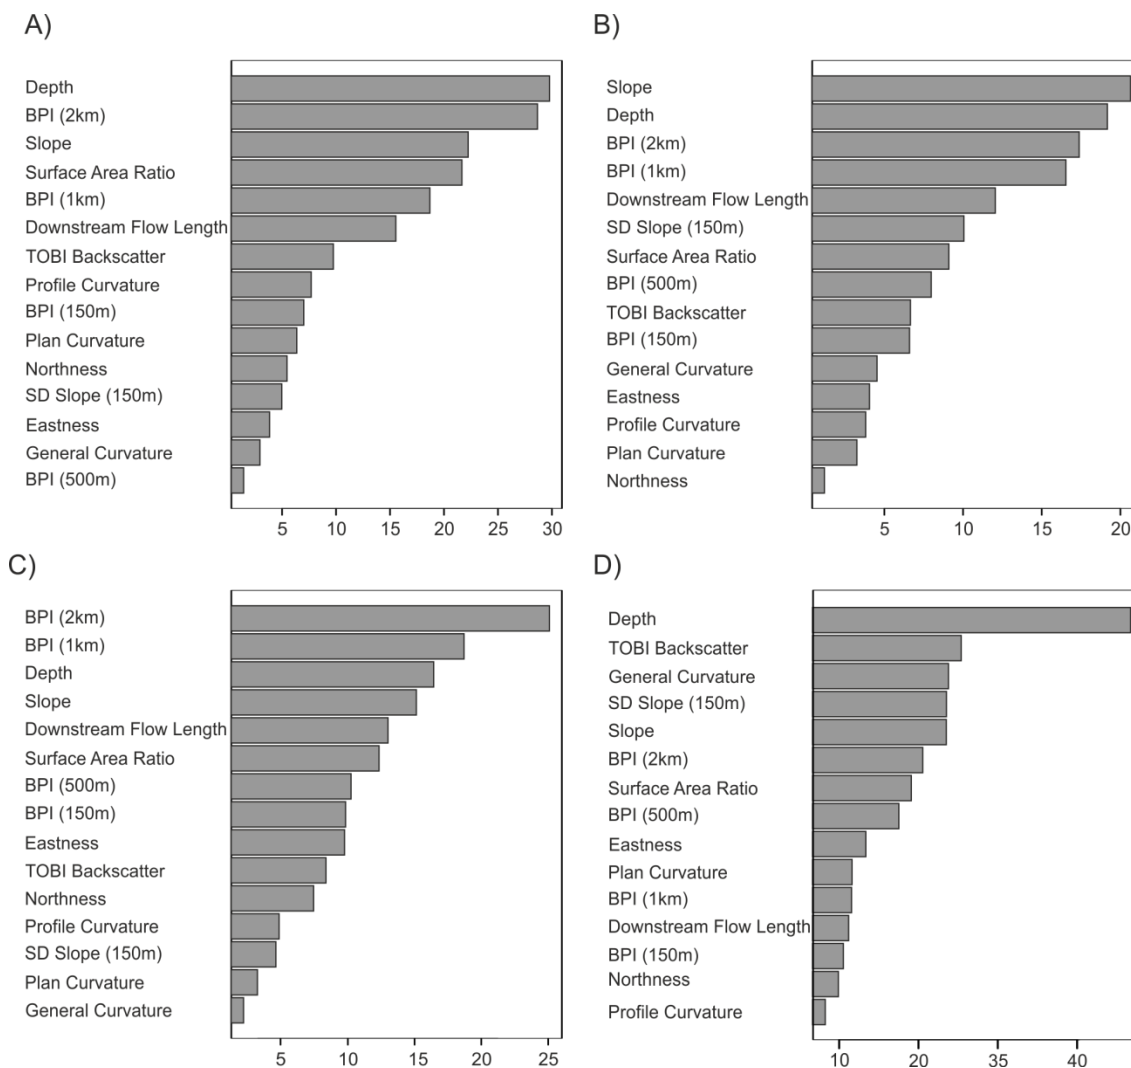 A)
Depth
BPI (2km)
Slope
Surface Area Ratio
BPI (1km)
Downstream Flow Length
TOBI Backscatter
Profile Curvature
BPI (150m)
Plan Curvature
Northness
SD Slope (150m)
Eastness
General Curvature
BPI (500m)
5 10 15 20 25 30
B)
Slope
Depth
BPI (2km)
BPI (1km)
Downstream Flow Length
SD Slope (150m)
Surface Area Ratio
BPI (500m)
TOBI Backscatter
BPI (150m)
General Curvature
Eastness
Profile Curvature
Plan Curvature
Northness
5 10 15 20
C)
BPI (2km)
BPI (1km)
Depth
Slope
Downstream Flow Length
Surface Area Ratio
BPI (500m)
BPI (150m)
Eastness
TOBI Backscatter
Northness
Profile Curvature
SD Slope (150m)
Plan Curvature
General Curvature
5 10 15 20 25
D)
Depth
TOBI Backscatter
General Curvature
SD Slope (150m)
Slope
BPI (2km)
Surface Area Ratio
BPI (500m)
Eastness
Plan Curvature
BPI (1km)
Downstream Flow Length
BPI (150m)
Northness
Profile Curvature
10 20 35 40